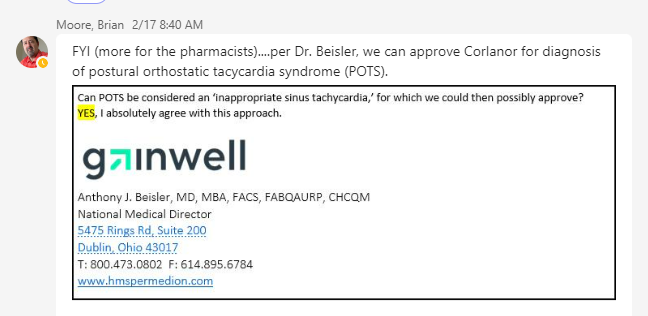 Moore, Brian 2/17 8:40 AM
FYI (more for the pharmacists)....per Dr. Beisler, we can approve Corlanor for diagnosis
of postural orthostatic tacycardia syndrome (POTS).
Can POTS be considered an ‘inappropriate sinus tachycardia,’ for which we could then possibly approve?
YES, I absolutely agree with this approach.
gainwell
Anthony J. Beisler, MD, MBA, FACS, FABQAURP, CHCQM
National Medical Director
5475 Rings Rd, Suite 200
Dublin, Ohio 43017
T: 800.473.0802 F: 614.895.6784
www.hmspermedion.com